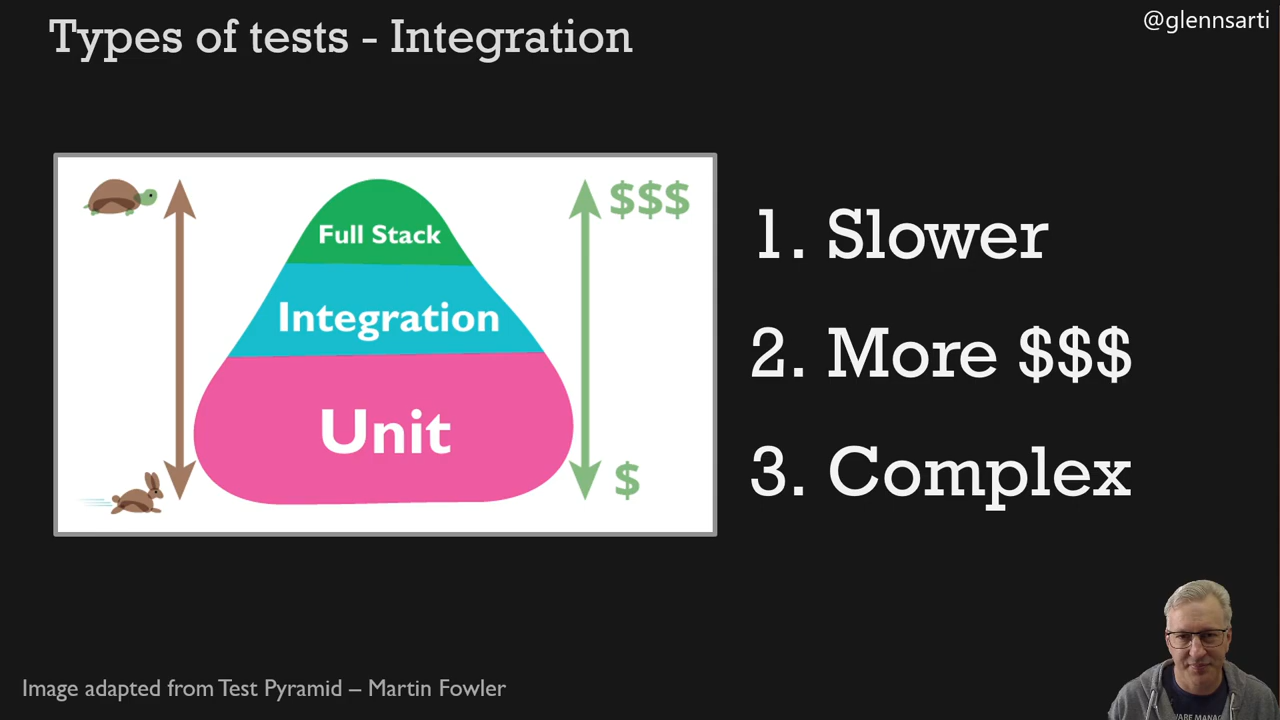 Types of tests - Integration
@glennsarti
$$$
Full Stack
Integration
Unit
$
1. Slower
2. More $$$
3. Complex
Image adapted from Test Pyramid – Martin Fowler